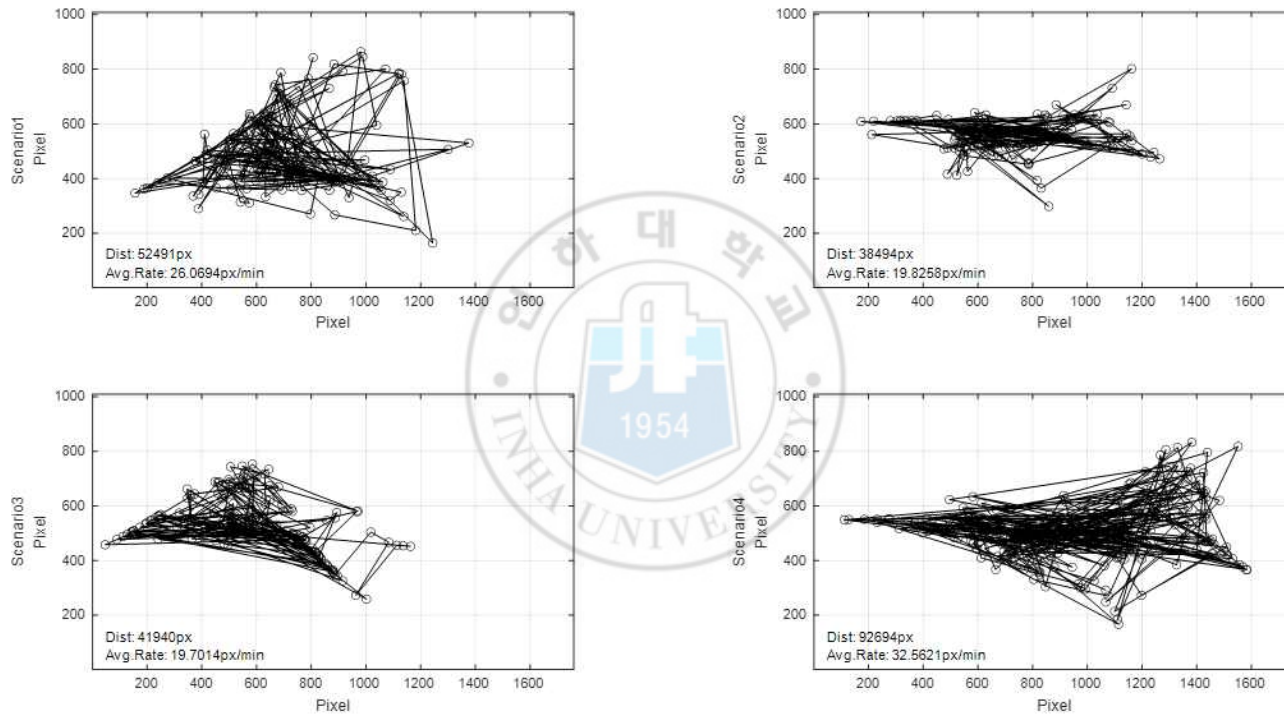 1000
800
600
400
200
Scenario1
Pixel
Dist: 52491px
Avg.Rate: 26.0694px/min
200 400 600 800 1000 1200 1400 1600
Pixel
1000
800
600
400
200
Scenario2
Pixel
Dist: 38494px
Avg.Rate: 19.8258px/min
200 400 600 800 1000 1200 1400 1600
Pixel
인하대학교
1954
INHA UNIVERSITY
1000
800
600
400
200
Scenario3
Pixel
Dist: 41940px
Avg.Rate: 19.7014px/min
200 400 600 800 1000 1200 1400 1600
Pixel
1000
800
600
400
200
Scenario4
Pixel
Dist: 92694px
Avg.Rate: 32.5621px/min
200 400 600 800 1000 1200 1400 1600
Pixel